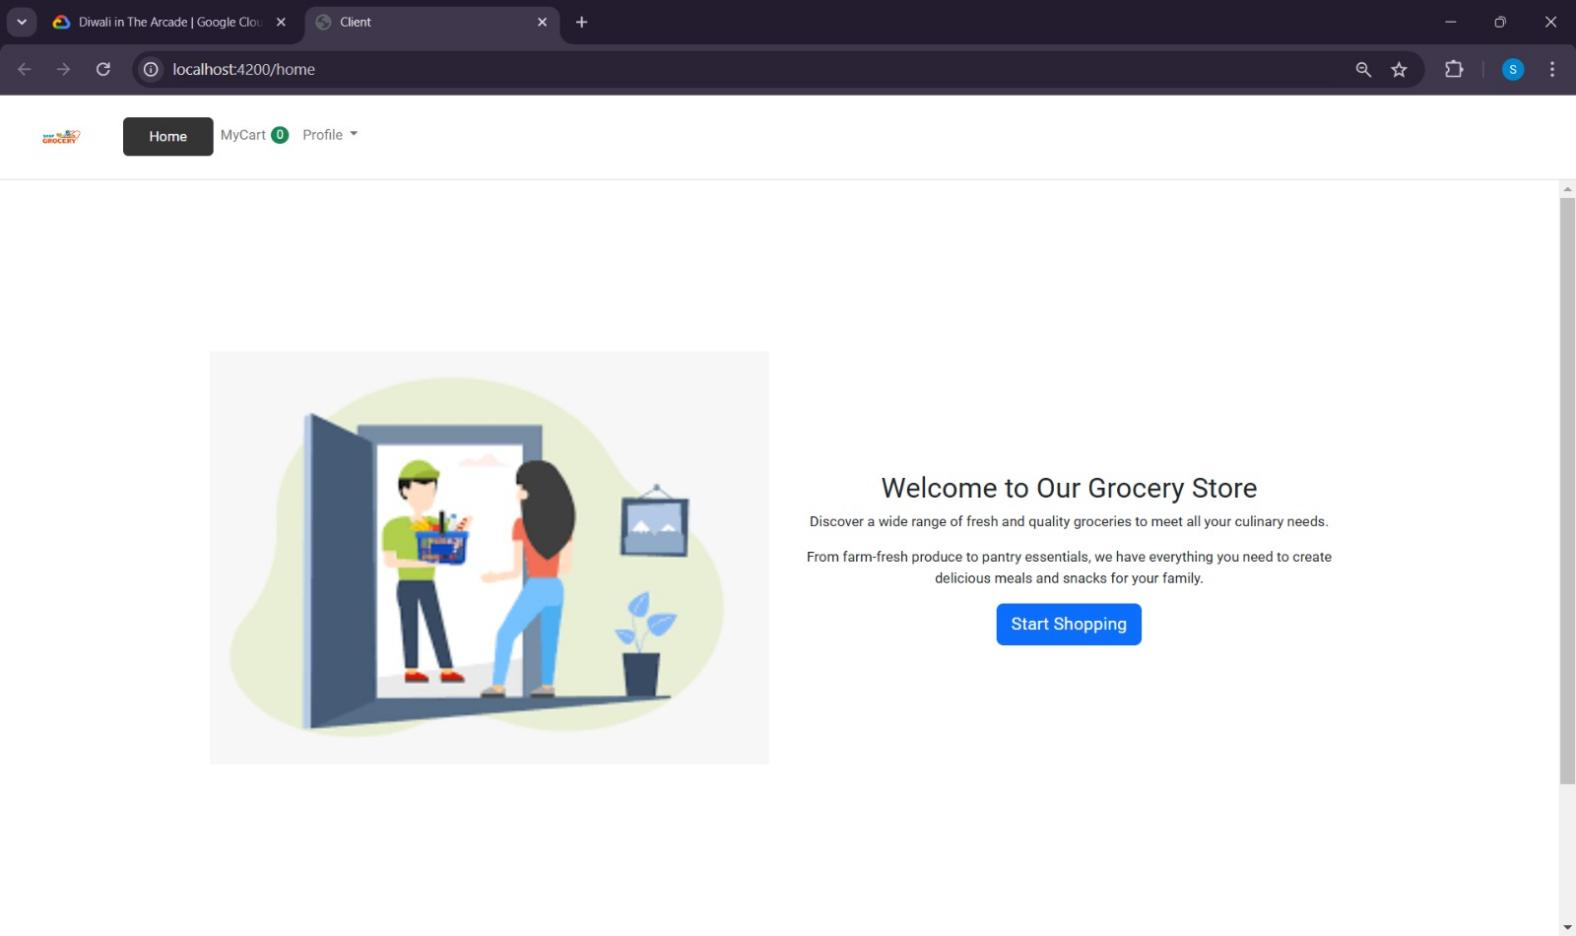 Diwali in The Arcade | Google Clou
Client
localhost:4200/home
S
GROCERY
Home
MyCart 0
Profile
Welcome to Our Grocery Store
Discover a wide range of fresh and quality groceries to meet all your culinary needs.
From farm-fresh produce to pantry essentials, we have everything you need to create
delicious meals and snacks for your family.
Start Shopping